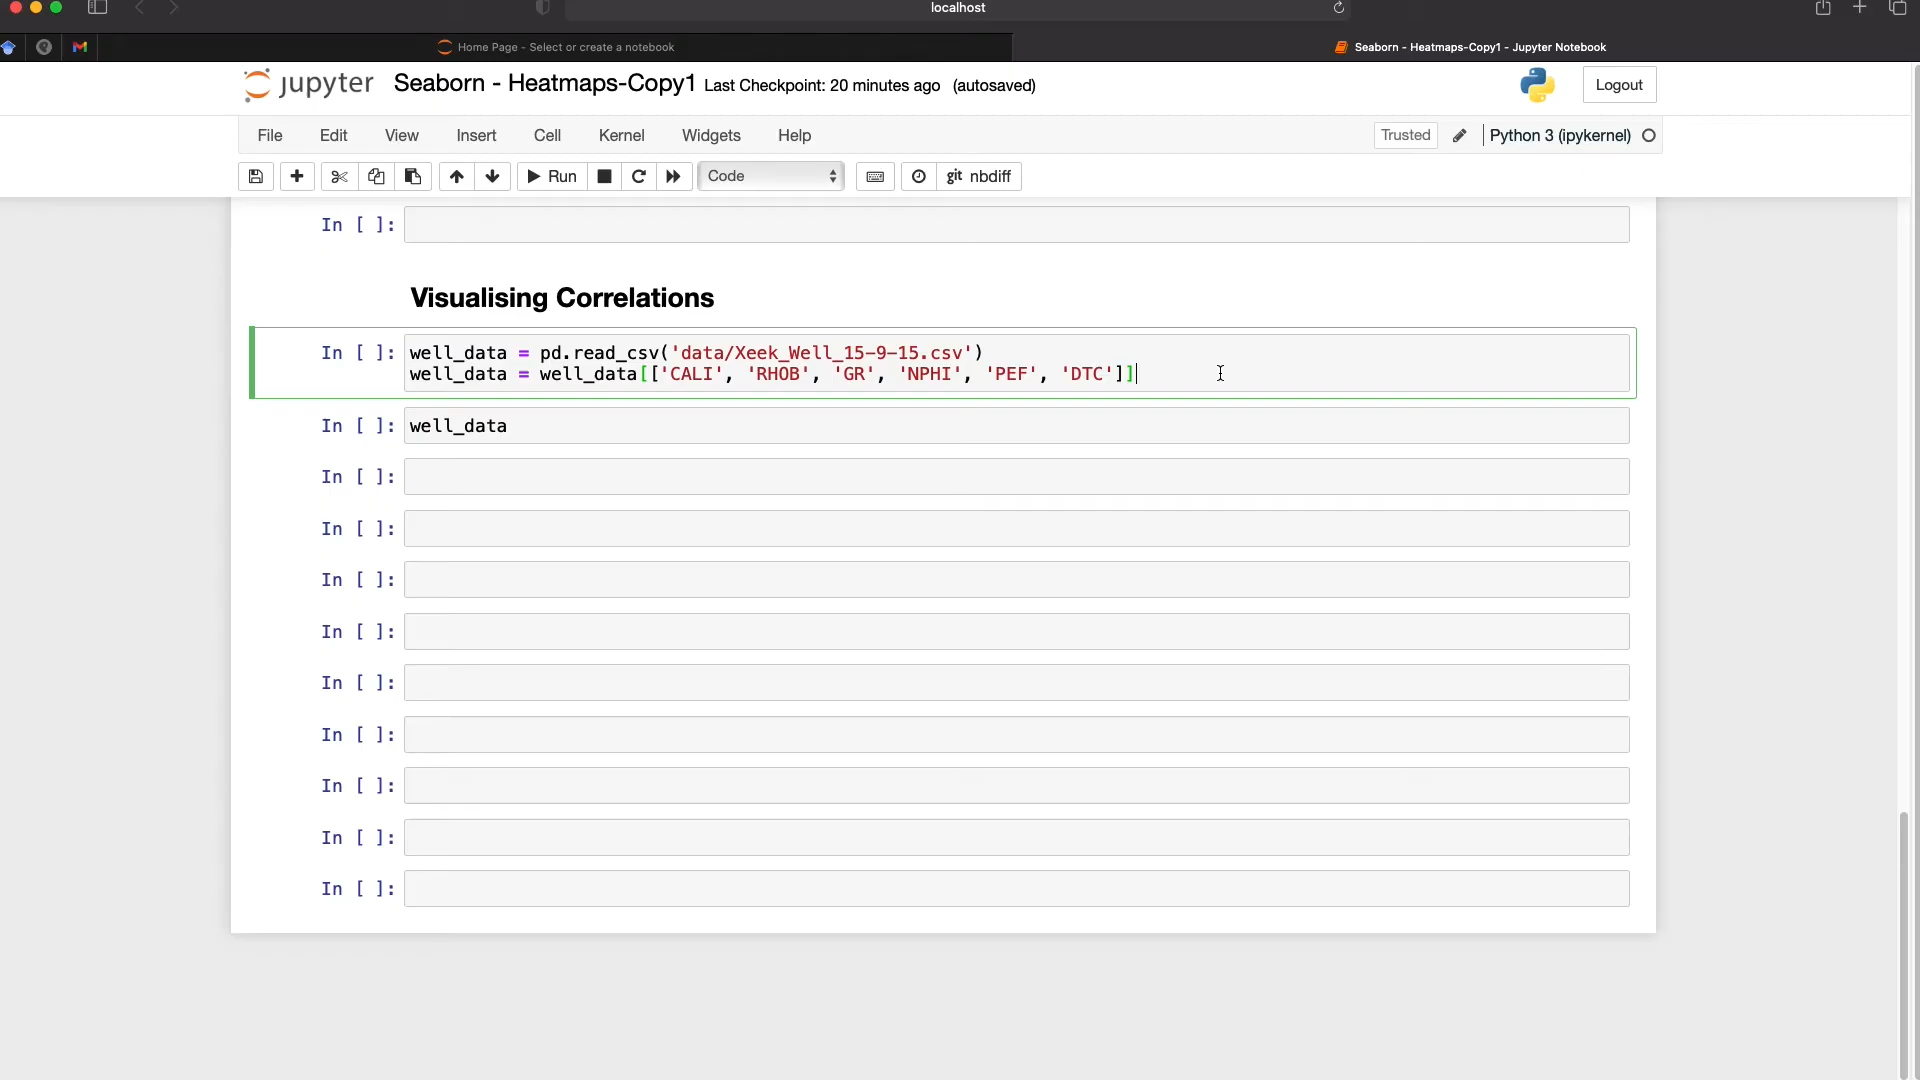 localhost
Home Page - Select or create a notebook
Seaborn - Heatmaps-Copy1 - Jupyter Notebook
jupyter Seaborn - Heatmaps-Copy1 Last Checkpoint: 20 minutes ago (autosaved)
Logout
File Edit View Insert Cell Kernel Widgets Help
Trusted
Python 3 (ipykernel)
Run Code git nbdiff
In [ ]:
Visualising Correlations
In [ ]: well_data = pd.read_csv('data/Xeek_Well_15-9-15.csv')
well_data = well_data[['CALI', 'RHOB', 'GR', 'NPHI', 'PEF', 'DTC']]
In [ ]: well_data
In [ ]:
In [ ]:
In [ ]:
In [ ]:
In [ ]:
In [ ]:
In [ ]:
In [ ]:
In [ ]: